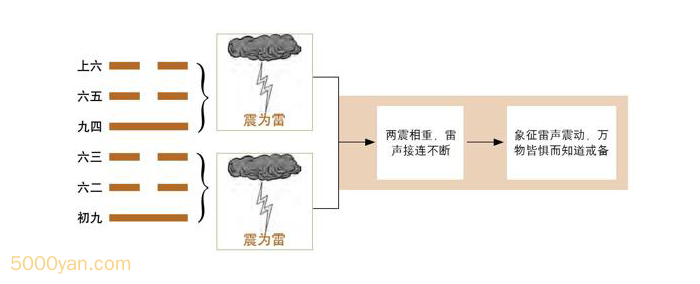 上六
六五
九四
六三
六二
初九
震为雷
震为雷
两震相重，雷
声接连不断
象征雷声震动、万
物皆惧而知道戒备
5000yan.com